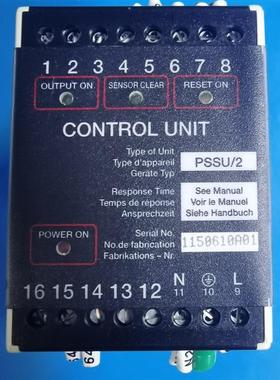 1 2 3 4 5 6 7 8
OUTPUT ON
SENSOR CLEAR
RESET ON
CONTROL UNIT
Type of Unit
Type d'appareil
Geräte Typ
PSSU/2
Response Time
Temps de réponse
Ansprechzeit
See Manual
Voir le Manuel
Siehe Handbuch
POWER ON
Serial No.
No. de fabrication
Fabrikations - Nr.
1150610A01
16 15 14 13 12 N L
11 10 9